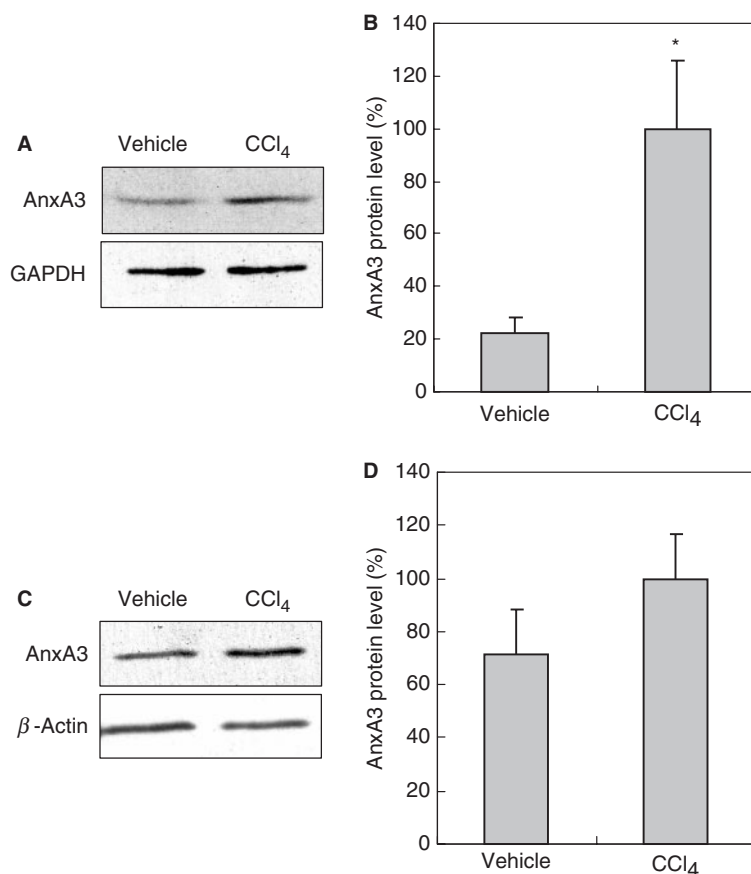 A
Vehicle CCl₄
AnxA3
GAPDH
B
AnxA3 protein level (%)
140
120
100
80
60
40
20
0
*
Vehicle CCl₄
C
Vehicle CCl₄
AnxA3
β-Actin
D
AnxA3 protein level (%)
140
120
100
80
60
40
20
0
Vehicle CCl₄